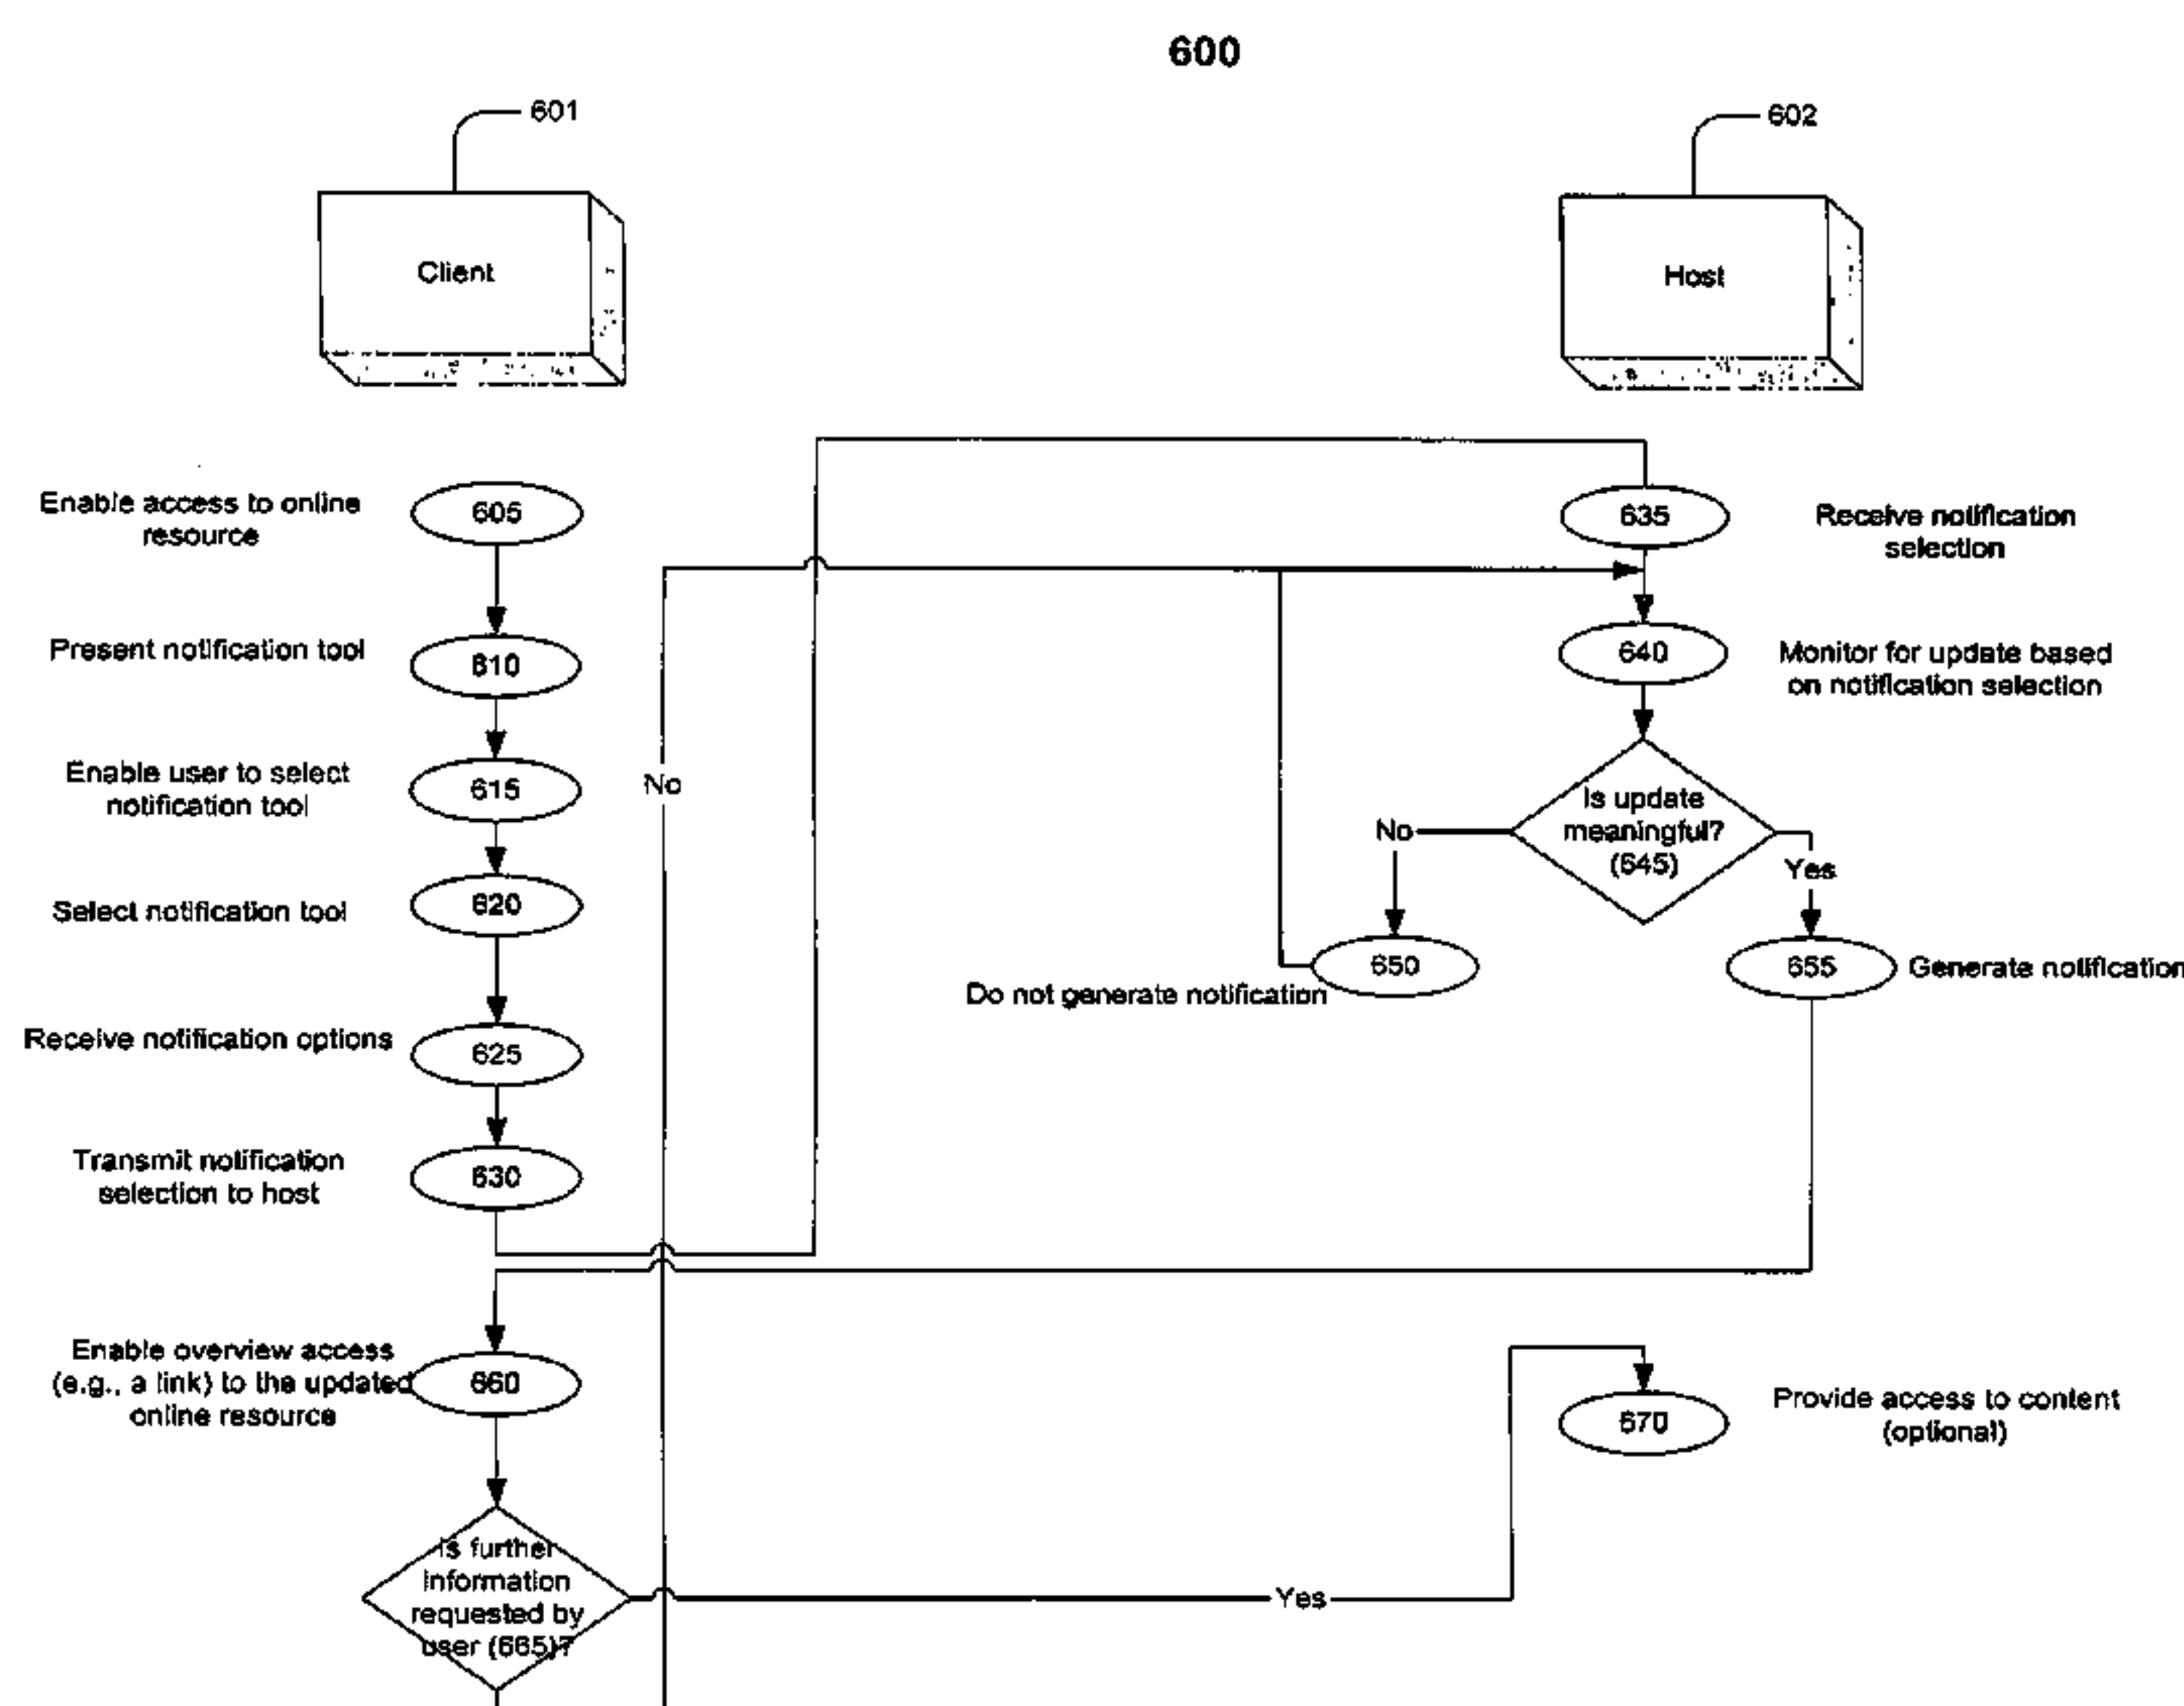 600
601
602
Client
Host
Enable access to online
resource
605
635
Receive notification
selection
Present notification tool
610
640
Monitor for update based
on notification selection
Enable user to select
notification tool
615
No
Is update
meaningful?
(645)
No
Yes
Select notification tool
620
650
Do not generate notification
655
Generate notification
Receive notification options
625
Transmit notification
selection to host
630
Enable overview access
(e.g., a link) to the updated
online resource
660
670
Provide access to content
(optional)
Is further
information
requested by
user (665)?
Yes